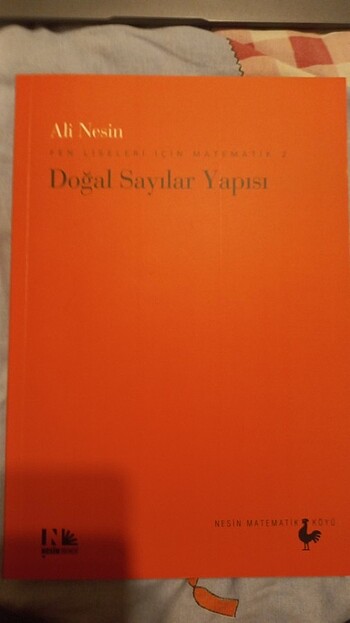 Ali Nesin
FEN LİSELERİ İÇİN MATEMATİK 2
Doğal Sayılar Yapısı
NESİN MATEMATİK KÖYÜ
N